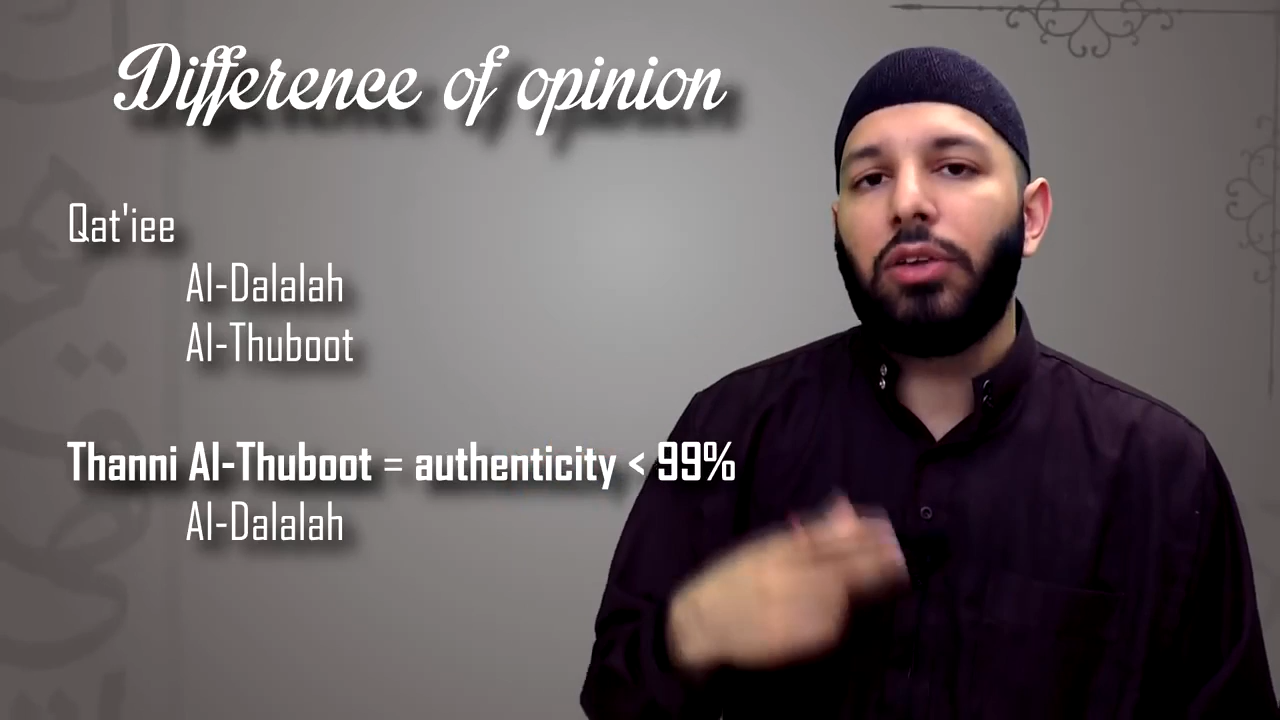 Difference of opinion
Qat'iee
Al-Dalalah
Al-Thuboot
Thanni Al-Thuboot = authenticity < 99%
Al-Dalalah